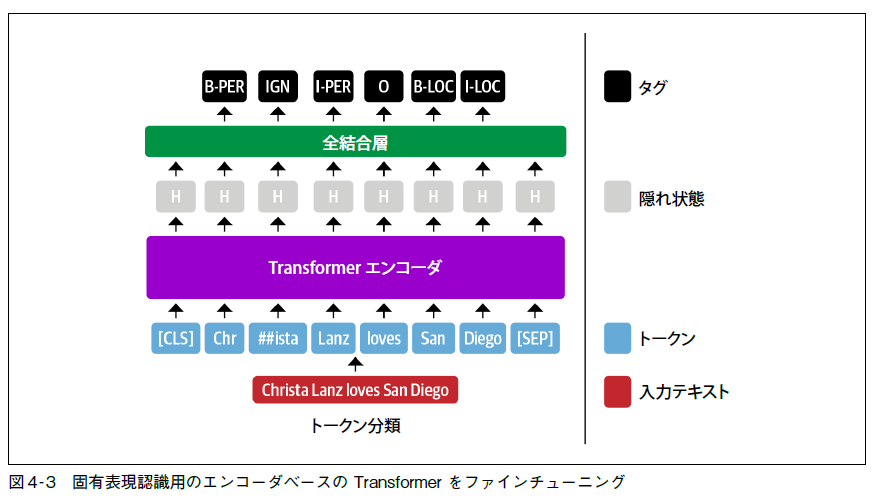 B-PER IGN I-PER O B-LOC I-LOC
タグ
全結合層
H H H H H H H H
隠れ状態
Transformer エンコーダ
[CLS] Chr ##ista Lanz loves San Diego [SEP]
トークン
Christa Lanz loves San Diego
入力テキスト
トークン分類
図4-3 固有表現認識用のエンコーダベースの Transformer をファインチューニング